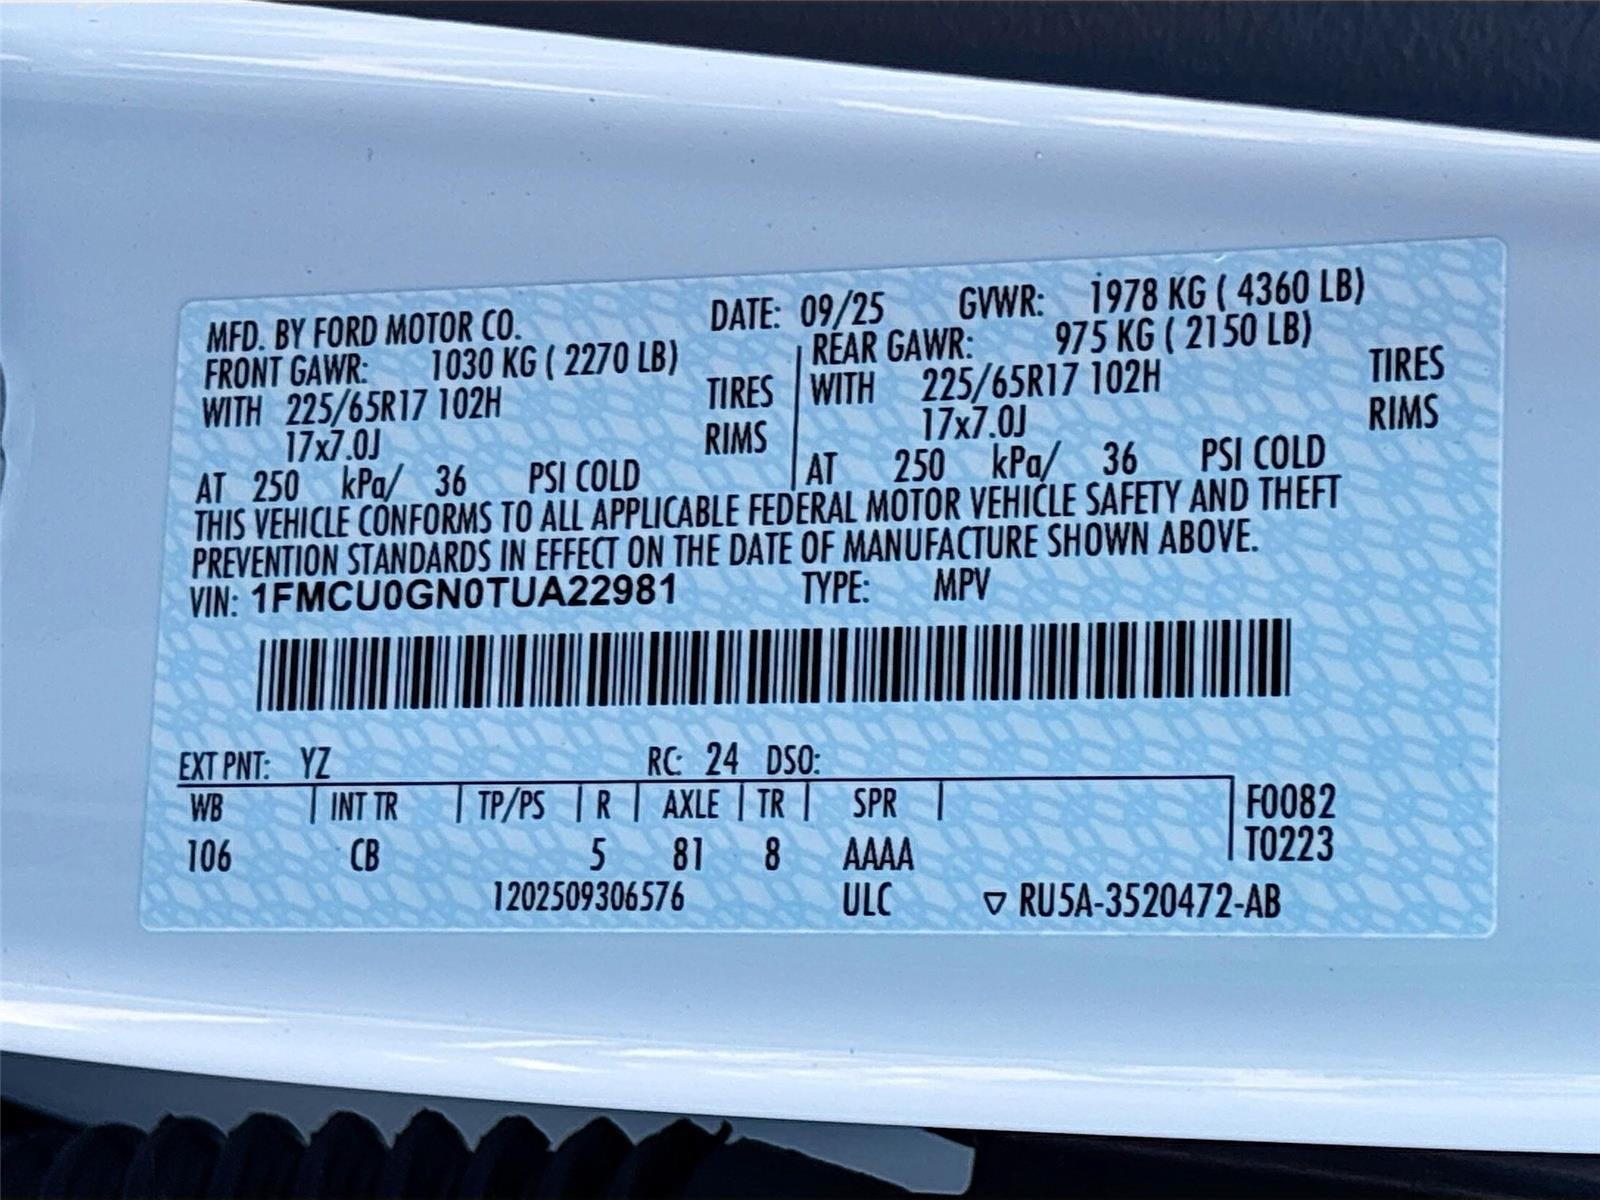 MFD. BY FORD MOTOR CO. DATE: 09/25 GVWR: 1978 KG ( 4360 LB)
FRONT GAWR: 1030 KG ( 2270 LB) REAR GAWR: 975 KG ( 2150 LB)
WITH 225/65R17 102H TIRES WITH 225/65R17 102H TIRES
17x7.0J RIMS 17x7.0J RIMS
AT 250 kPa/ 36 PSI COLD AT 250 kPa/ 36 PSI COLD
THIS VEHICLE CONFORMS TO ALL APPLICABLE FEDERAL MOTOR VEHICLE SAFETY AND THEFT
PREVENTION STANDARDS IN EFFECT ON THE DATE OF MANUFACTURE SHOWN ABOVE.
VIN: 1FMCU0GN0TUA22981 TYPE: MPV
EXT PNT: YZ RC: 24 DSO:
WB INT TR TP/PS R AXLE TR SPR F0082
106 CB 5 81 8 AAAA T0223
1202509306576 ULC RU5A-3520472-AB